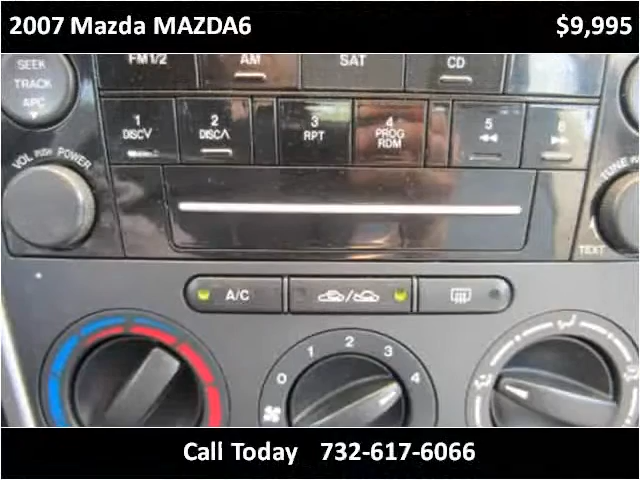 2007 Mazda MAZDA6 $9,995
SEEK
TRACK
APC
FM1/2 AM SAT CD
1 2 3 4 5 6
DISC∨ DISC∧ RPT PROG
RDM
VOL PUSH POWER
TUNE
TEXT
A/C
0 1 2 3 4
Call Today 732-617-6066